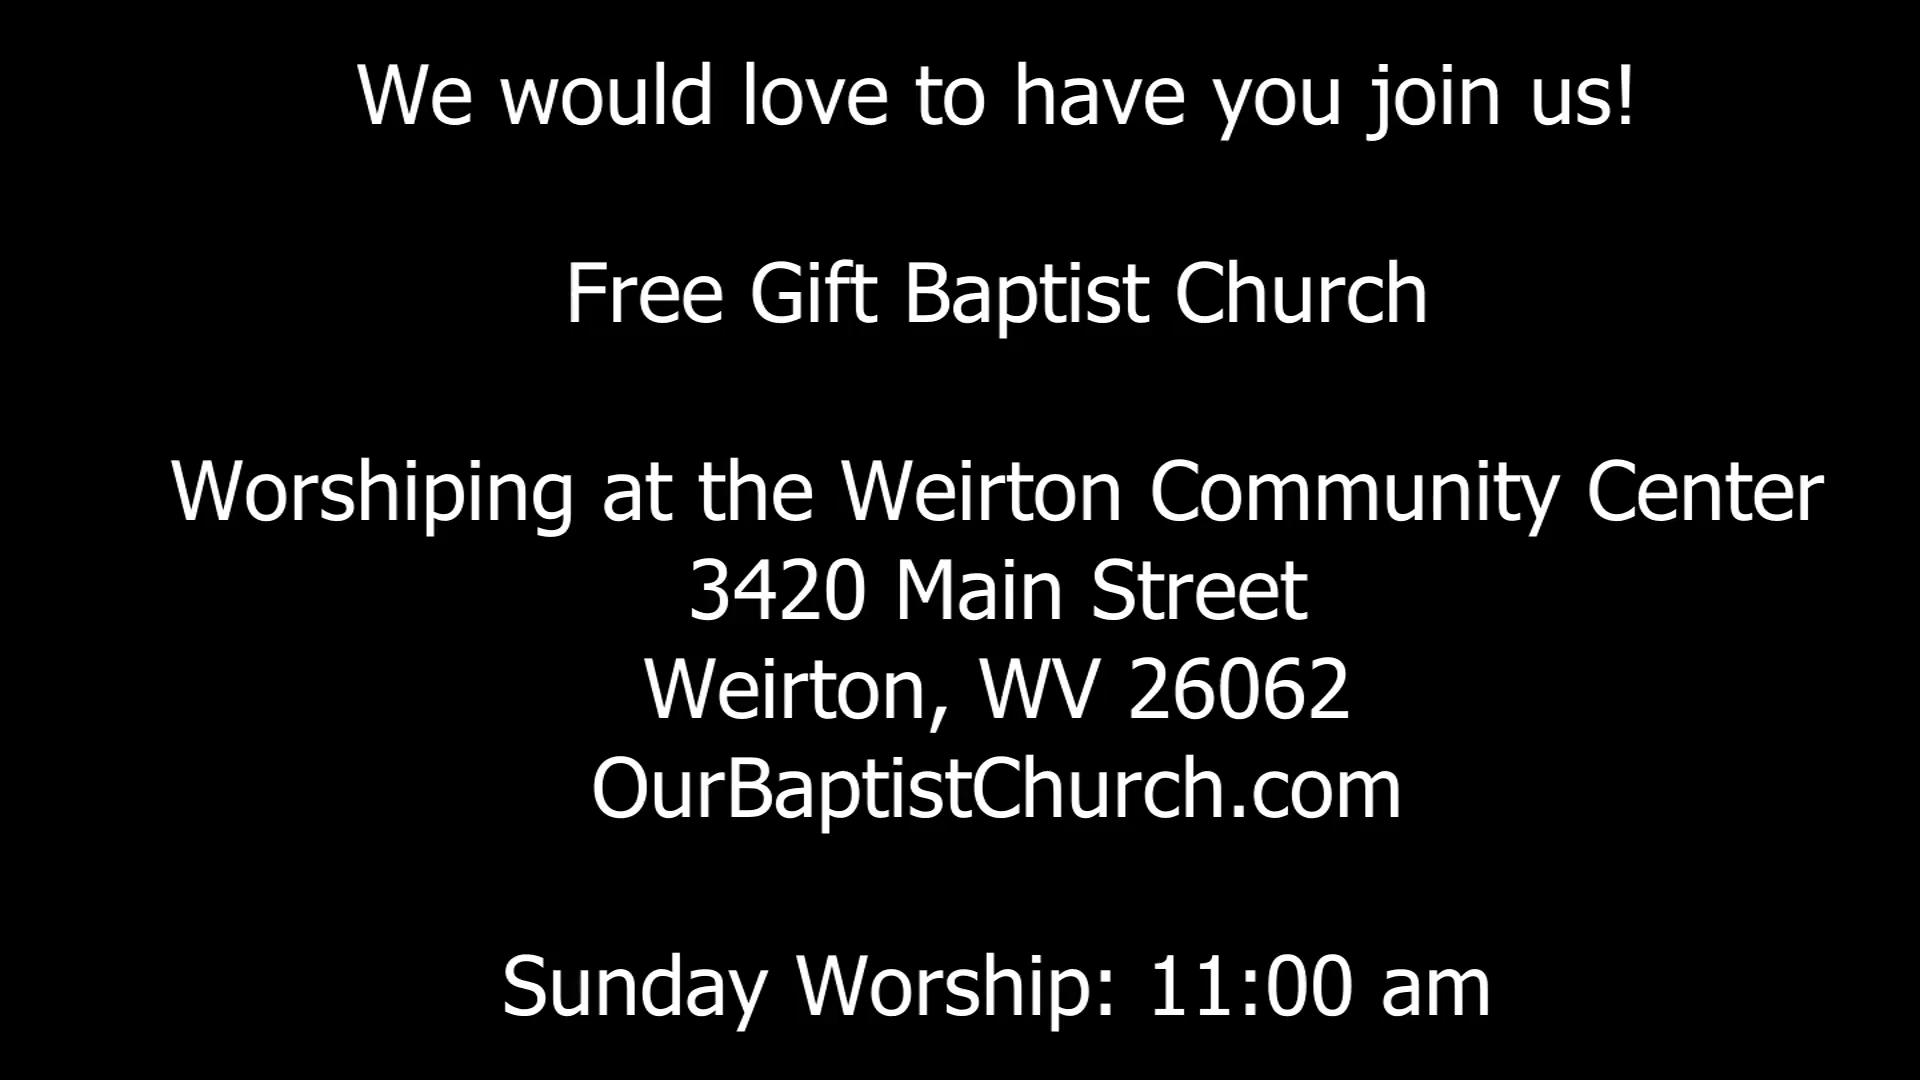 We would love to have you join us!
Free Gift Baptist Church
Worshiping at the Weirton Community Center
3420 Main Street
Weirton, WV 26062
OurBaptistChurch.com
Sunday Worship: 11:00 am